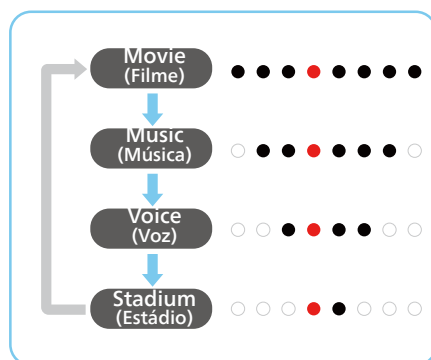 Movie
(Filme)
Music
(Música)
Voice
(Voz)
Stadium
(Estádio)